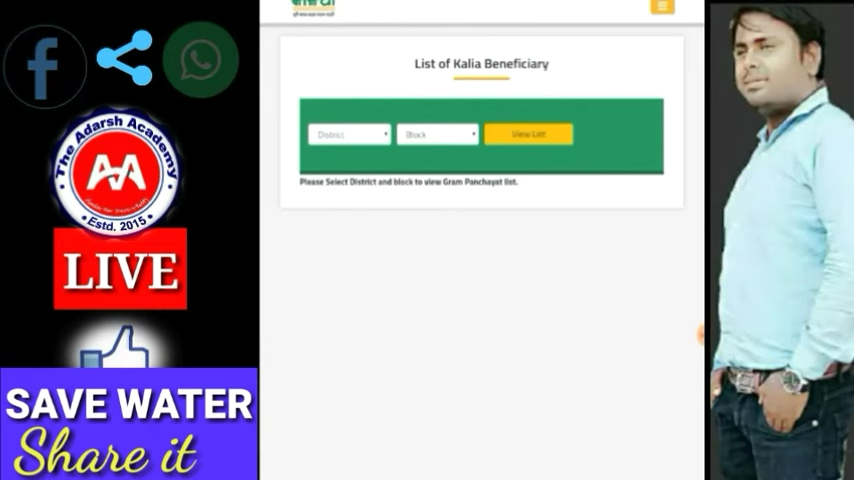 The Adarsh Academy
AA
Estd. 2015
LIVE
SAVE WATER
Share it
List of Kalia Beneficiary
District
Block
View List
Please Select District and block to view Gram Panchayat list.